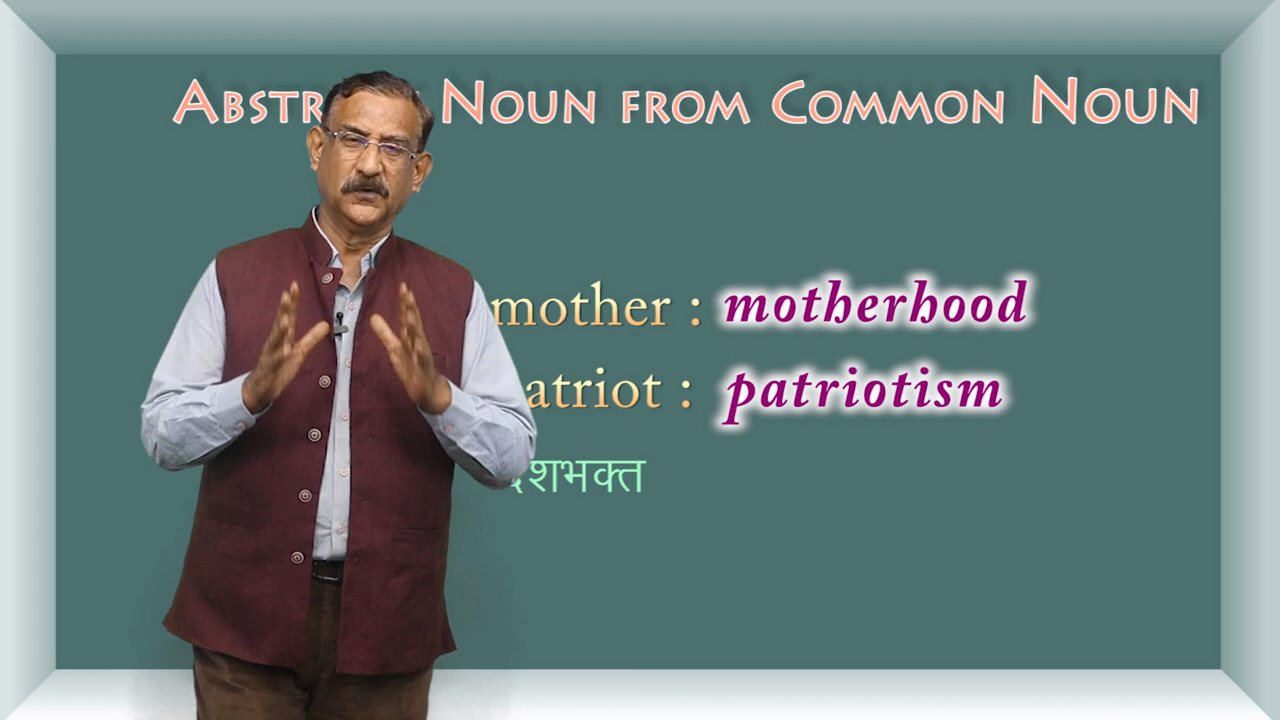 Abstr Noun from Common Noun
mother : motherhood
atriot : patriotism
देशभक्त